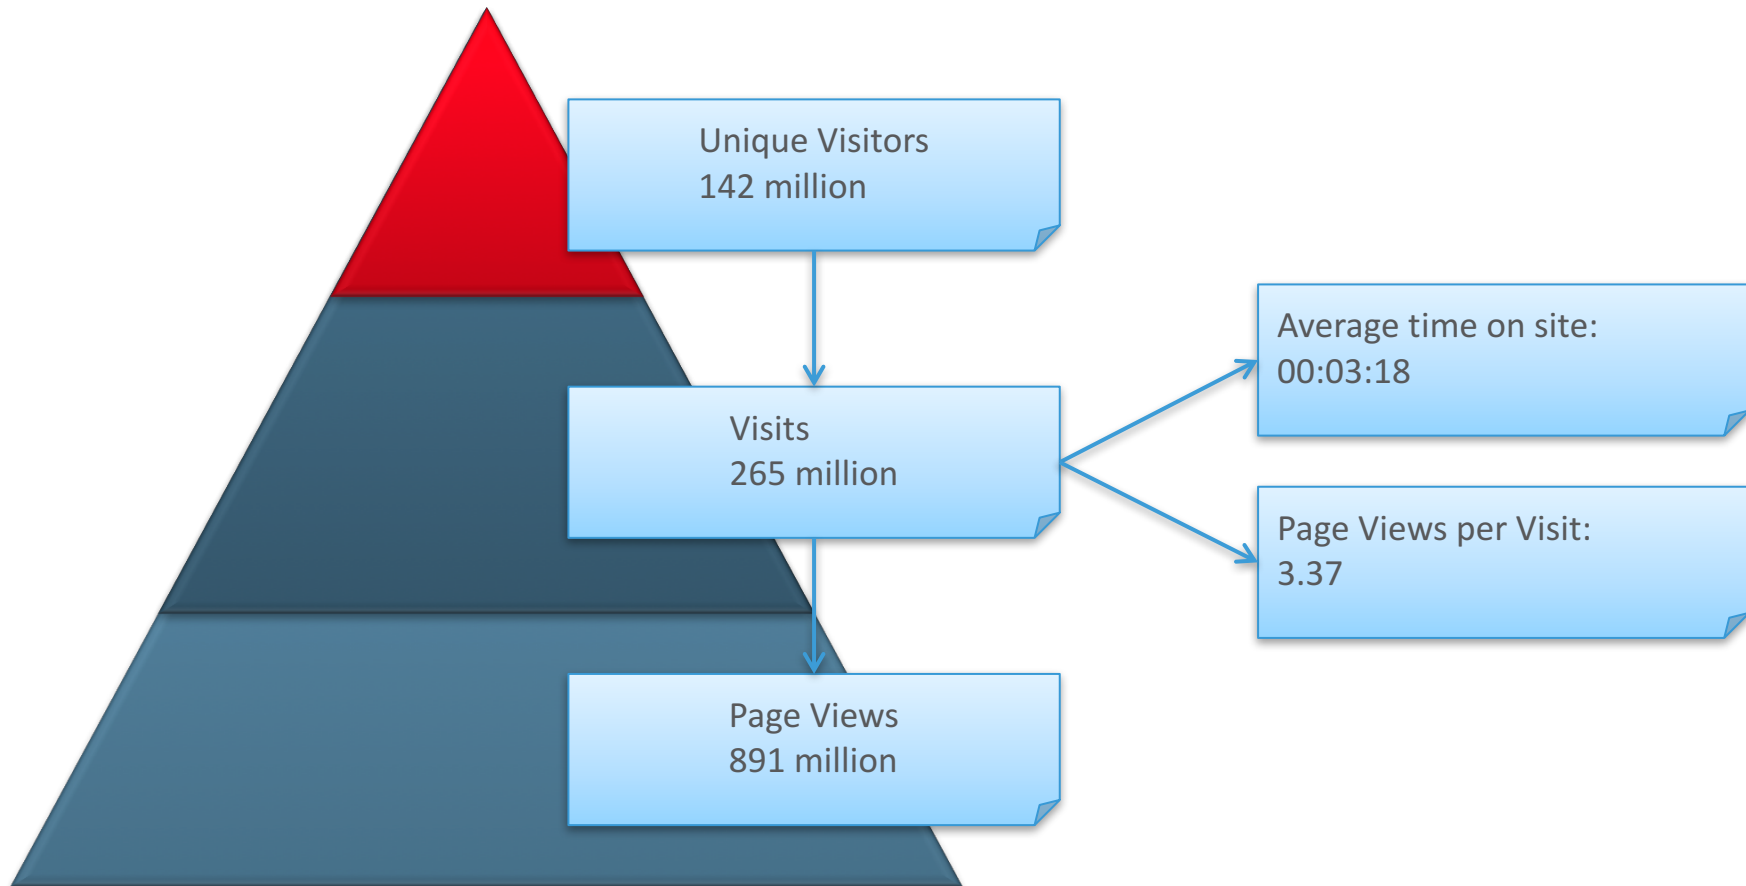 Unique Visitors
142 million
Visits
265 million
Average time on site:
00:03:18
Page Views per Visit:
3.37
Page Views
891 million